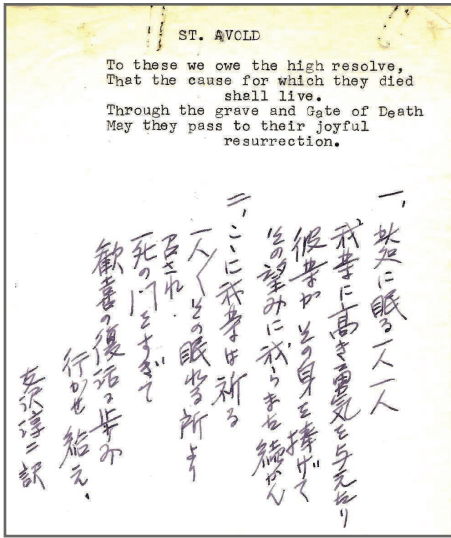 ST. AVOLD
To these we owe the high resolve,
That the cause for which they died
shall live.
Through the grave and Gate of Death
May they pass to their joyful
resurrection.
一、此処に眠る一人一人
我等に高き勇気を与えたり
彼等がその身を捧げて
その望みに我らまた続かん
二、こゝに我等は祈る
一人〱その眠れる所より
召され
死の門をすぎて
歓喜の復活へ歩み
行かせ給え、
淳二訳